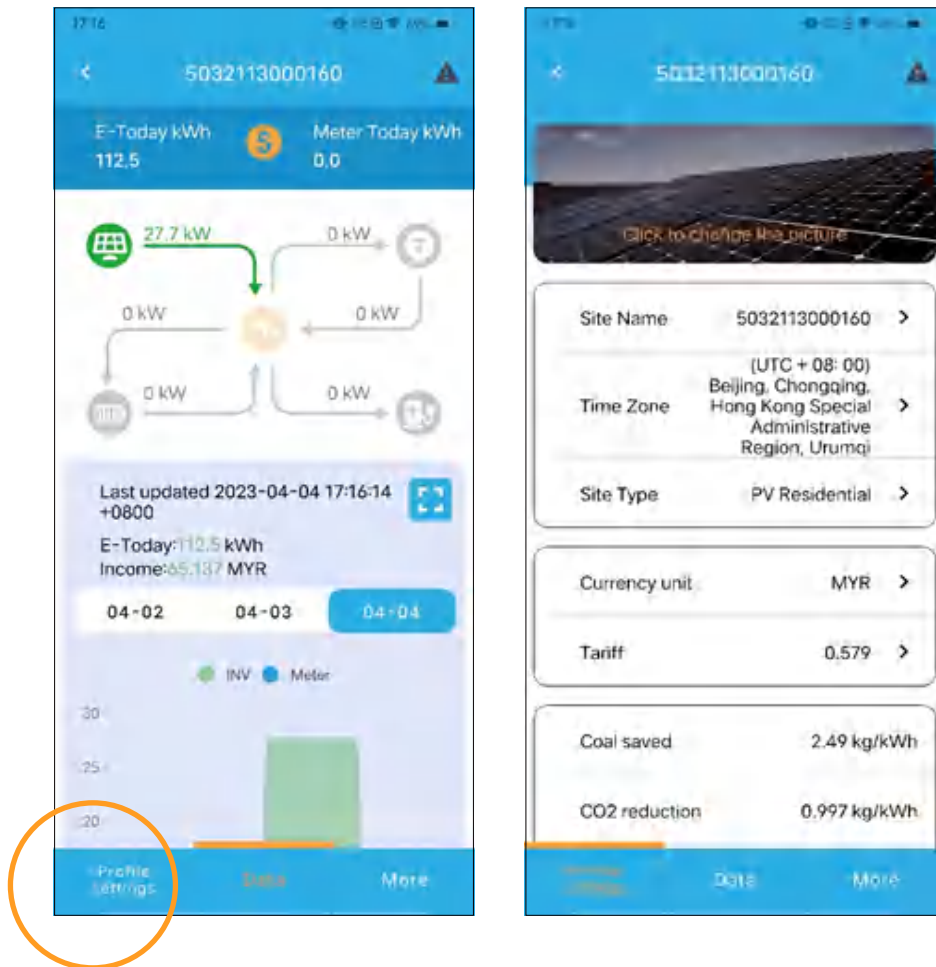 17:16
5032113000160
E-Today kWh
112.5
Meter Today kWh
0.0
27.7 kW
0 kW
0 kW
0 kW
0 kW
0 kW
Last updated 2023-04-04 17:16:14
+0800
E-Today:112.5 kWh
Income:65.137 MYR
04-02
04-03
04-04
INV
Meter
30
25
20
Profile
settings
Data
More
5032113000160
Click to change the picture
Site Name
5032113000160
Time Zone
(UTC + 08: 00)
Beijing, Chongqing,
Hong Kong Special
Administrative
Region, Urumqi
Site Type
PV Residential
Currency unit
MYR
Tariff
0.579
Coal saved
2.49 kg/kWh
CO2 reduction
0.997 kg/kWh
Data
More